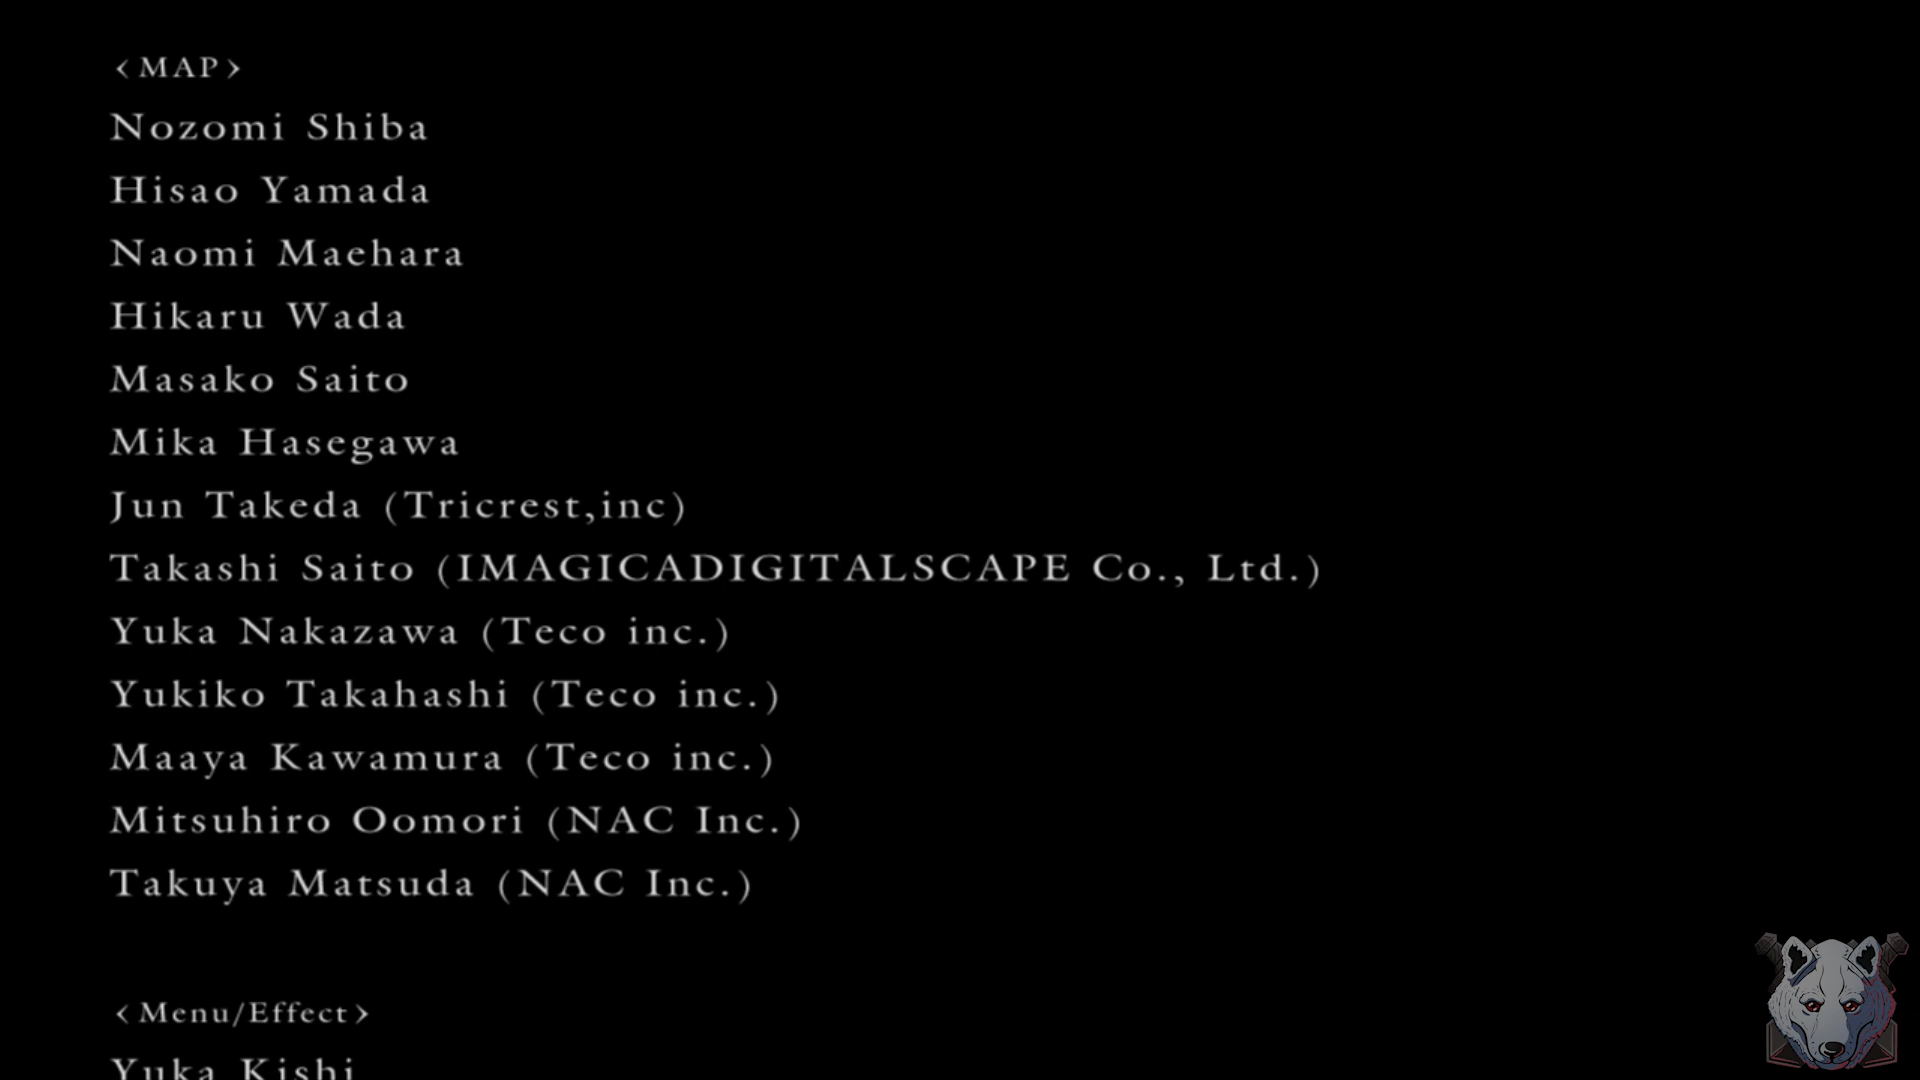 <MAP>
Nozomi Shiba
Hisao Yamada
Naomi Maehara
Hikaru Wada
Masako Saito
Mika Hasegawa
Jun Takeda (Tricrest,inc)
Takashi Saito (IMAGICADIGITALSCAPE Co., Ltd.)
Yuka Nakazawa (Teco inc.)
Yukiko Takahashi (Teco inc.)
Maaya Kawamura (Teco inc.)
Mitsuhiro Oomori (NAC Inc.)
Takuya Matsuda (NAC Inc.)
<Menu/Effect>
Yuka Kishi